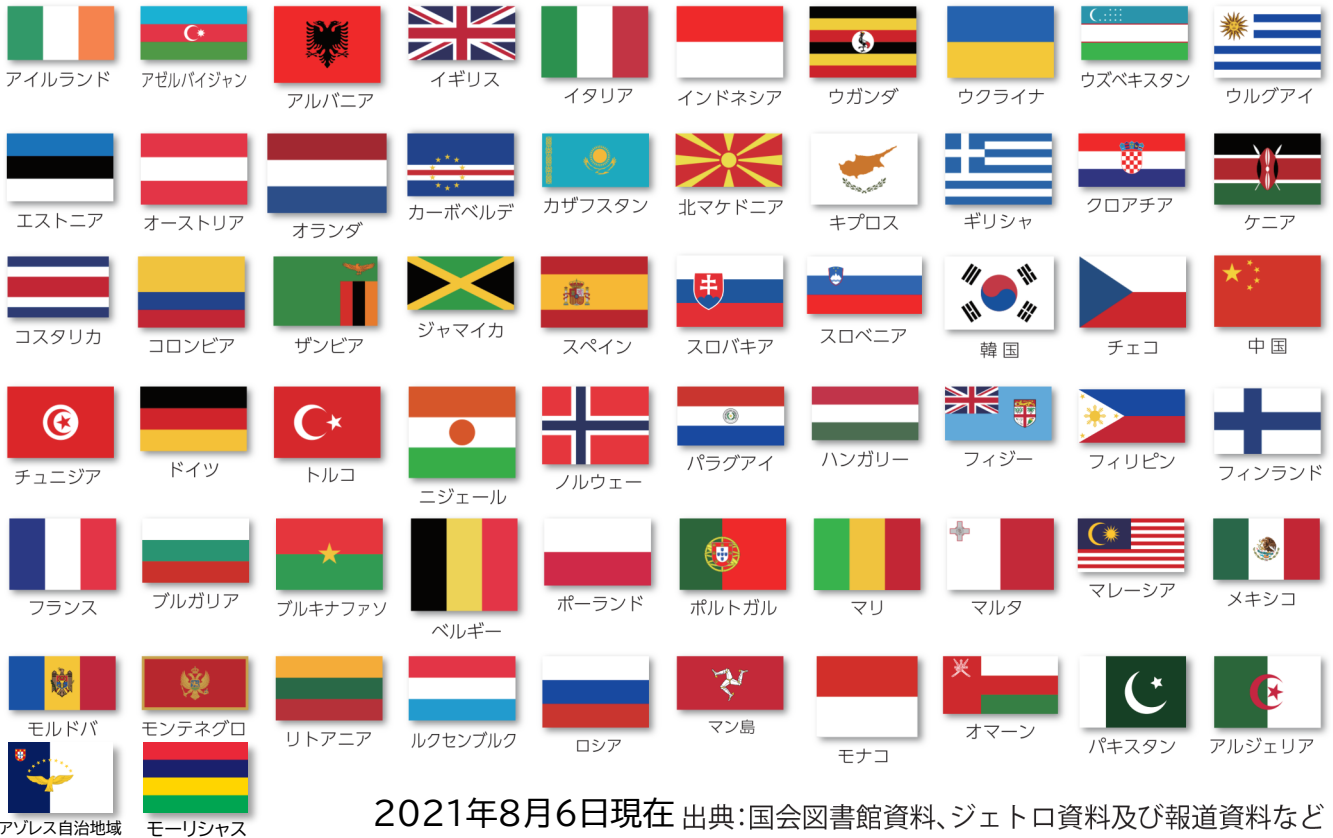 アイルランド
アゼルバイジャン
アルバニア
イギリス
イタリア
インドネシア
ウガンダ
ウクライナ
ウズベキスタン
ウルグアイ
エストニア
オーストリア
オランダ
カーボベルデ
カザフスタン
北マケドニア
キプロス
ギリシャ
クロアチア
ケニア
コスタリカ
コロンビア
ザンビア
ジャマイカ
スペイン
スロバキア
スロベニア
韓国
チェコ
中国
チュニジア
ドイツ
トルコ
ニジェール
ノルウェー
パラグアイ
ハンガリー
フィジー
フィリピン
フィンランド
フランス
ブルガリア
ブルキナファソ
ベルギー
ポーランド
ポルトガル
マリ
マルタ
マレーシア
メキシコ
モルドバ
モンテネグロ
リトアニア
ルクセンブルク
ロシア
マン島
モナコ
オマーン
パキスタン
アルジェリア
アゾレス自治地域
モーリシャス
2021年8月6日現在 出典:国会図書館資料、ジェトロ資料及び報道資料など